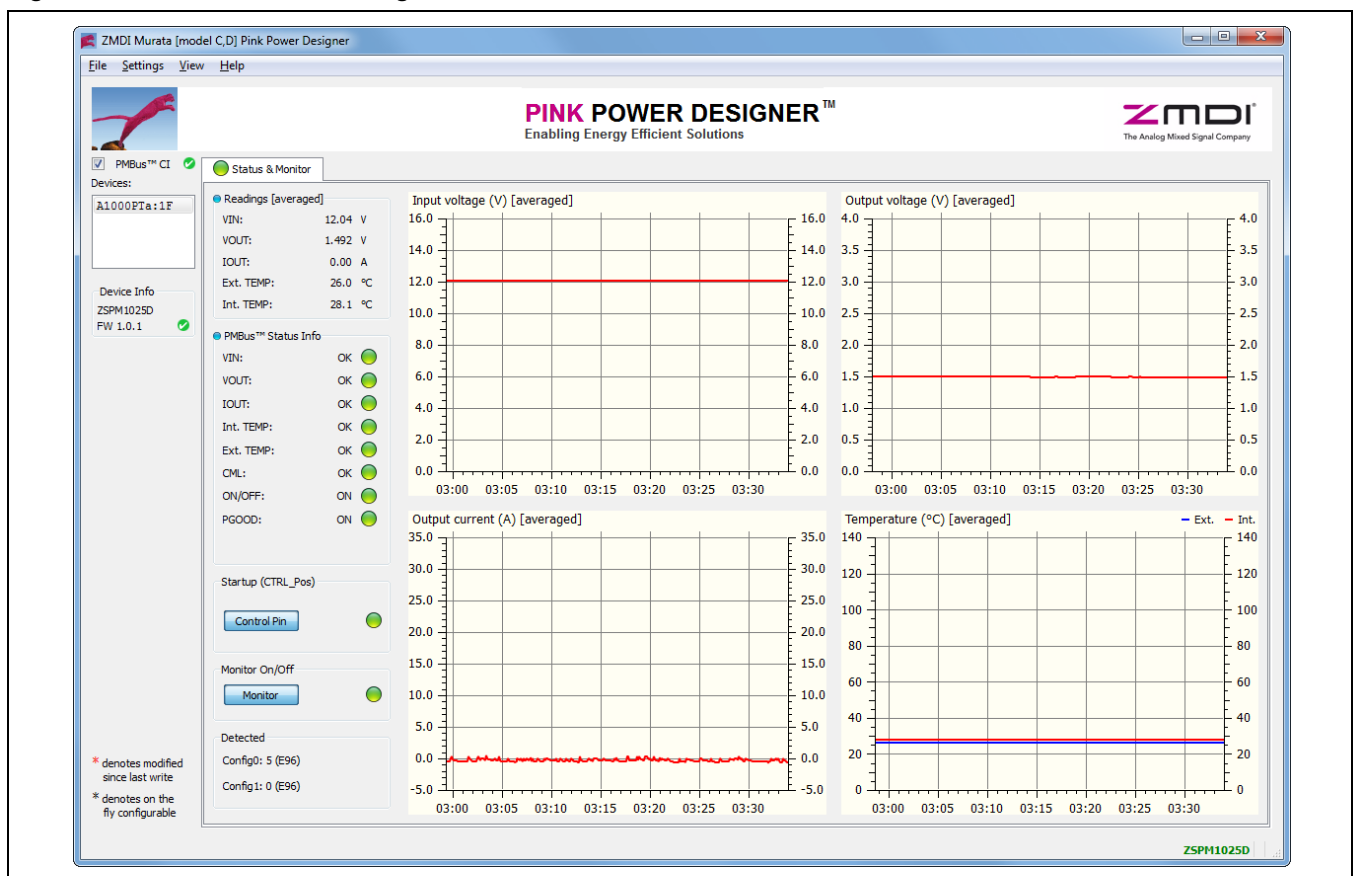 ZMDI Murata [model C,D] Pink Power Designer
File Settings View Help
PINK POWER DESIGNER™
Enabling Energy Efficient Solutions
ZMDI
The Analog Mixed Signal Company
PMBus™ CI
Devices:
A1000PTa:1F
Device Info
ZSPM1025D
FW 1.0.1
* denotes modified
since last write
* denotes on the
fly configurable
Status & Monitor
Readings [averaged]
VIN: 12.04 V
VOUT: 1.492 V
IOUT: 0.00 A
Ext. TEMP: 26.0 °C
Int. TEMP: 28.1 °C
PMBus™ Status Info
VIN: OK
VOUT: OK
IOUT: OK
Int. TEMP: OK
Ext. TEMP: OK
CML: OK
ON/OFF: ON
PGOOD: ON
Startup (CTRL_Pos)
Control Pin
Monitor On/Off
Monitor
Detected
Config0: 5 (E96)
Config1: 0 (E96)
Input voltage (V) [averaged]
16.0 16.0
14.0 14.0
12.0 12.0
10.0 10.0
8.0 8.0
6.0 6.0
4.0 4.0
2.0 2.0
0.0 0.0
03:00 03:05 03:10 03:15 03:20 03:25 03:30
Output voltage (V) [averaged]
4.0 4.0
3.5 3.5
3.0 3.0
2.5 2.5
2.0 2.0
1.5 1.5
1.0 1.0
0.5 0.5
0.0 0.0
03:00 03:05 03:10 03:15 03:20 03:25 03:30
Output current (A) [averaged]
35.0 35.0
30.0 30.0
25.0 25.0
20.0 20.0
15.0 15.0
10.0 10.0
5.0 5.0
0.0 0.0
-5.0 -5.0
03:00 03:05 03:10 03:15 03:20 03:25 03:30
Temperature (°C) [averaged] Ext. Int.
140 140
120 120
100 100
80 80
60 60
40 40
20 20
0 0
03:00 03:05 03:10 03:15 03:20 03:25 03:30
ZSPM1025D